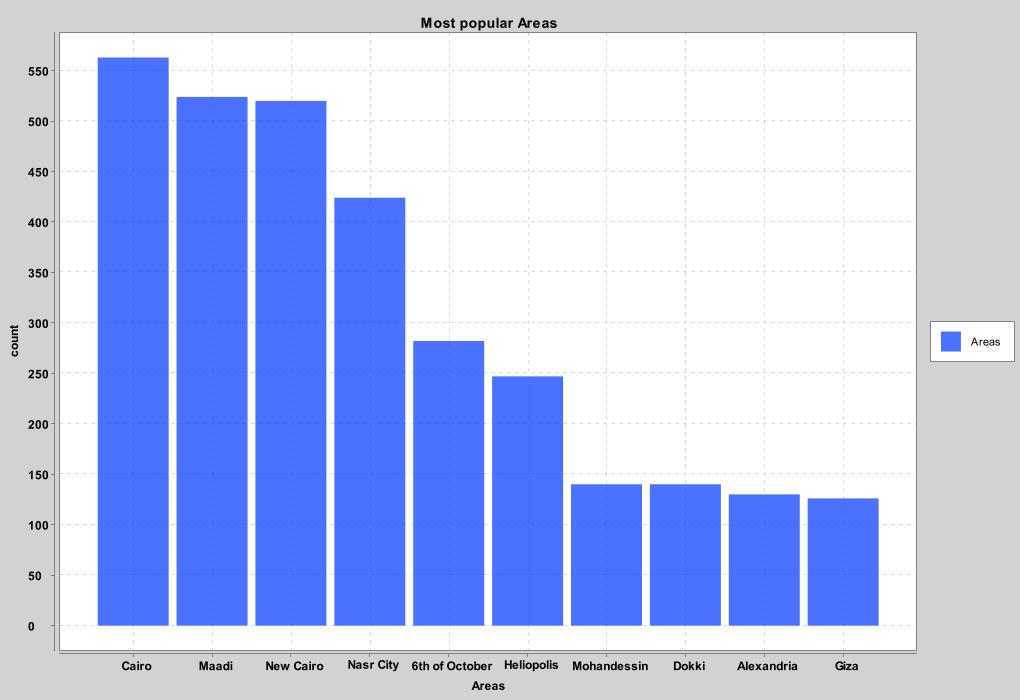 Most popular Areas
550
500
450
400
350
300
250
200
150
100
50
0
count
Cairo Maadi New Cairo Nasr City 6th of October Heliopolis Mohandessin Dokki Alexandria Giza
Areas
Areas